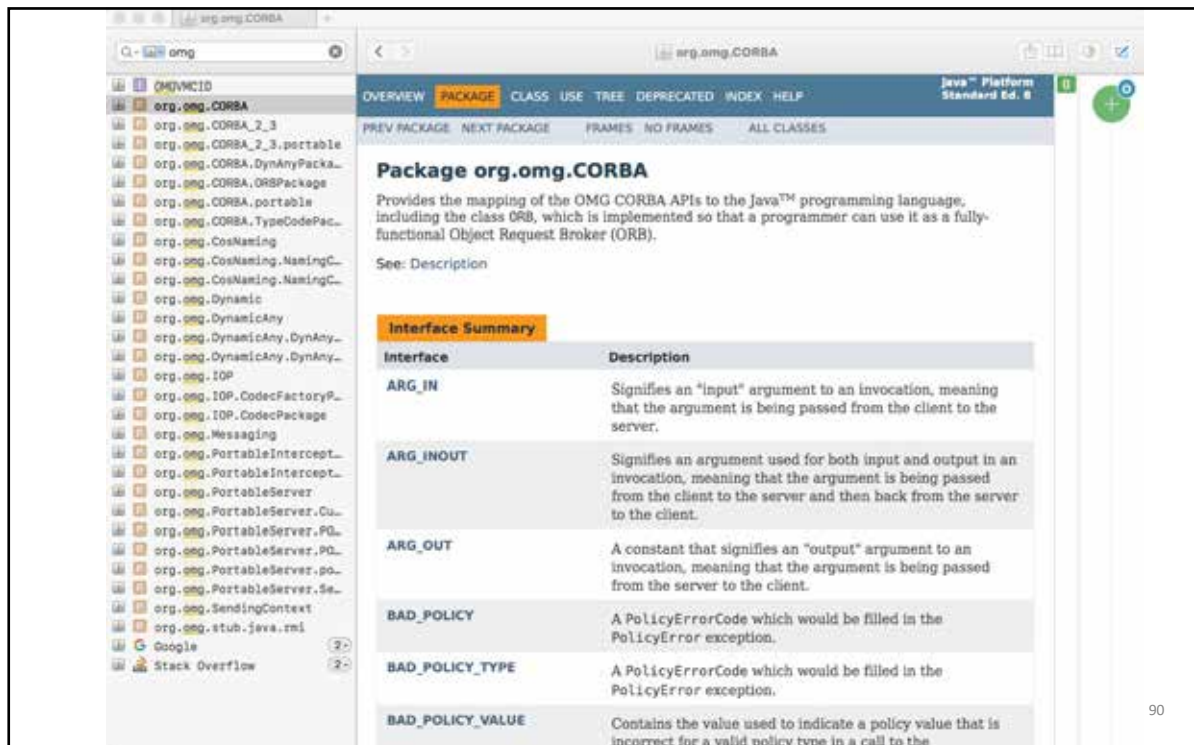 org.omg.CORBA
omg
org.omg.CORBA
OMGVMCID
org.omg.CORBA
org.omg.CORBA_2_3
org.omg.CORBA_2_3.portable
org.omg.CORBA.DynAnyPacka…
org.omg.CORBA.ORBPackage
org.omg.CORBA.portable
org.omg.CORBA.TypeCodePac…
org.omg.CosNaming
org.omg.CosNaming.NamingC…
org.omg.CosNaming.NamingC…
org.omg.Dynamic
org.omg.DynamicAny
org.omg.DynamicAny.DynAny…
org.omg.DynamicAny.DynAny…
org.omg.IOP
org.omg.IOP.CodecFactoryP…
org.omg.IOP.CodecPackage
org.omg.Messaging
org.omg.PortableIntercept…
org.omg.PortableIntercept…
org.omg.PortableServer
org.omg.PortableServer.Cu…
org.omg.PortableServer.PO…
org.omg.PortableServer.PO…
org.omg.PortableServer.po…
org.omg.PortableServer.Se…
org.omg.SendingContext
org.omg.stub.java.rmi
Google
Stack Overflow
OVERVIEW PACKAGE CLASS USE TREE DEPRECATED INDEX HELP
Java™ Platform
Standard Ed. 8
PREV PACKAGE NEXT PACKAGE FRAMES NO FRAMES ALL CLASSES
Package org.omg.CORBA
Provides the mapping of the OMG CORBA APIs to the Java™ programming language,
including the class ORB, which is implemented so that a programmer can use it as a fully-
functional Object Request Broker (ORB).
See: Description
Interface Summary
Interface Description
ARG_IN Signifies an "input" argument to an invocation, meaning
that the argument is being passed from the client to the
server.
ARG_INOUT Signifies an argument used for both input and output in an
invocation, meaning that the argument is being passed
from the client to the server and then back from the server
to the client.
ARG_OUT A constant that signifies an "output" argument to an
invocation, meaning that the argument is being passed
from the server to the client.
BAD_POLICY A PolicyErrorCode which would be filled in the
PolicyError exception.
BAD_POLICY_TYPE A PolicyErrorCode which would be filled in the
PolicyError exception.
BAD_POLICY_VALUE Contains the value used to indicate a policy value that is
incorrect for a valid policy type in a call to the
90